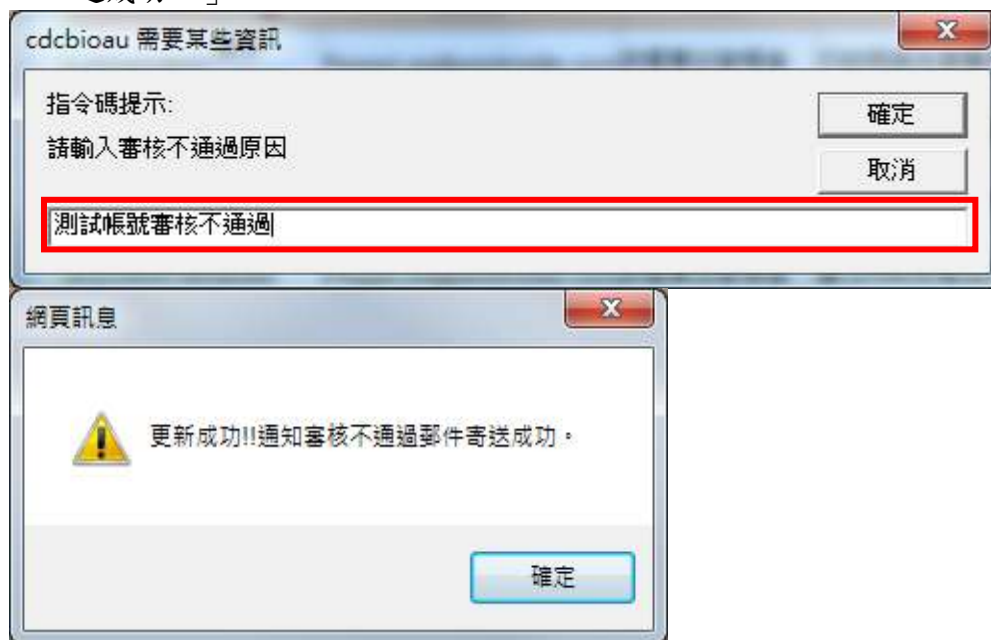 cdcbioau 需要某些資訊
指令碼提示:
請輸入審核不通過原因
確定
取消
測試帳號審核不通過
網頁訊息
更新成功!!通知審核不通過郵件寄送成功。
確定